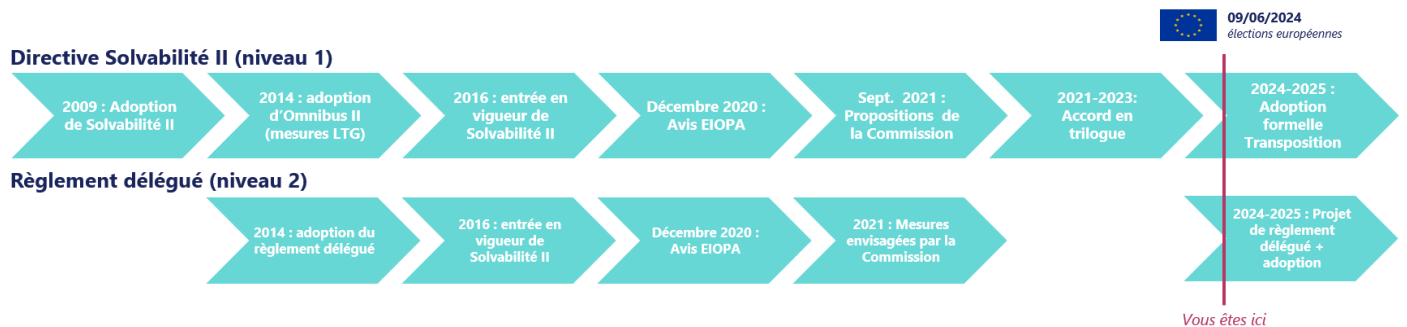 09/06/2024
élections européennes
Directive Solvabilité II (niveau 1)
2009 : Adoption
de Solvabilité II
2014 : adoption
d'Omnibus II
(mesures LTG)
2016 : entrée en
vigueur de
Solvabilité II
Décembre 2020 :
Avis EIOPA
Sept. 2021 :
Propositions de
la Commission
2021-2023:
Accord en
trilogue
2024-2025 :
Adoption
formelle
Transposition
Règlement délégué (niveau 2)
2014 : adoption du
règlement délégué
2016 : entrée en
vigueur de
Solvabilité II
Décembre 2020 :
Avis EIOPA
2021 : Mesures
envisagées par la
Commission
2024-2025 : Projet
de règlement
délégué +
adoption
Vous êtes ici